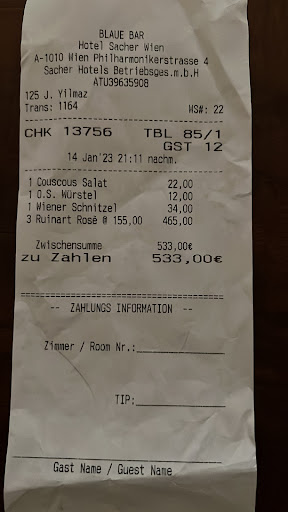 BLAUE BAR
Hotel Sacher Wien
A-1010 Wien Philharmonikerstrasse 4
Sacher Hotels Betriebsges.m.b.H
ATU39635908
125 J. Yilmaz
Trans: 1164 WS#: 22
CHK 13756 TBL 85/1
GST 12
14 Jan'23 21:11 nachm.
1 Couscous Salat 22,00
1 O.S. Würstel 12,00
1 Wiener Schnitzel 34,00
3 Ruinart Rosè @ 155,00 465,00
Zwischensumme 533,00€
zu Zahlen 533,00€
-- ZAHLUNGS INFORMATION --
Zimmer / Room Nr.:
TIP:
Gast Name / Guest Name